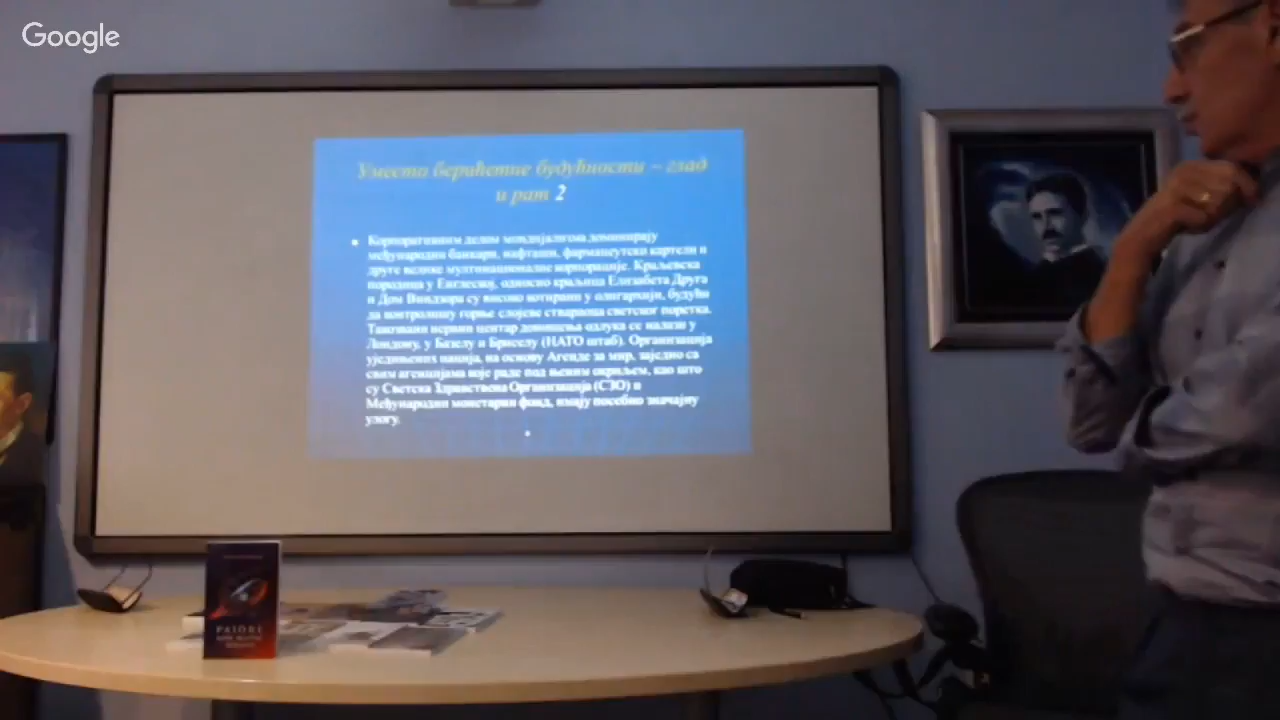 Google
Уместо берићетне будућности – глад
и рат 2
Корпоративним делом мондијализма доминирају
међународни банкари, нафташи, фармацеутски картели и
друге велике мултинационалне корпорације. Краљевска
породица у Енглеској, односно краљица Елизабета Друга
и Дом Виндзора су високо котирани у олигархији, будући
да контролишу горње слојеве ствараоца светског поретка.
Такозвани нервни центар доношења одлука се налази у
Лондону, у Базелу и Бриселу (НАТО штаб). Организација
уједињених нација, на основу Агенде за мир, заједно са
свим агенцијама које раде под њеним окриљем, као што
су Светска Здравствена Организација (СЗО) и
Међународни монетарни фонд, имају посебно значајну
улогу.